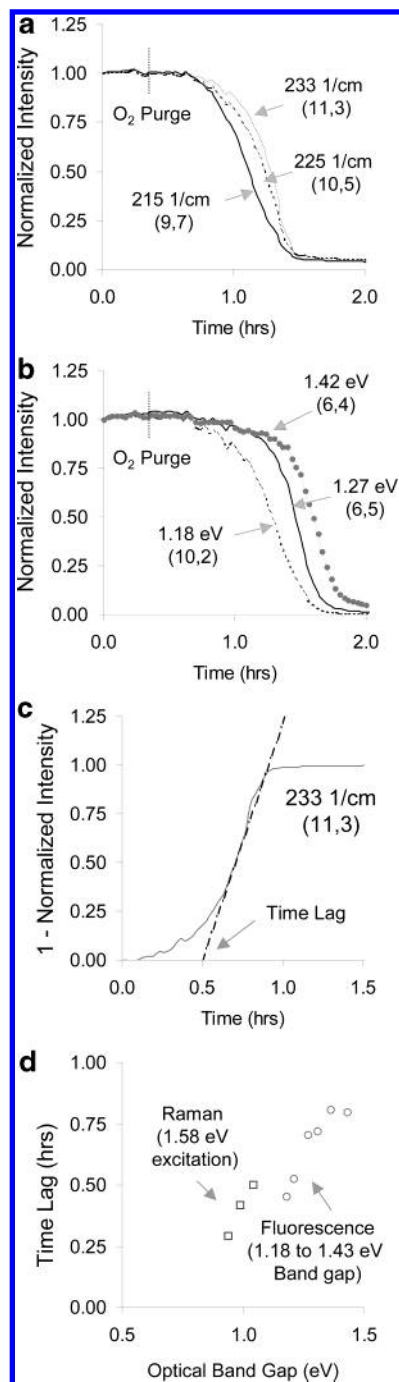 a
Normalized Intensity
1.25
1.00
0.75
0.50
0.25
0.00
O₂ Purge
233 1/cm
(11,3)
225 1/cm
(10,5)
215 1/cm
(9,7)
0.0
1.0
2.0
Time (hrs)
b
Normalized Intensity
1.25
1.00
0.75
0.50
0.25
0.00
O₂ Purge
1.42 eV
(6,4)
1.27 eV
(6,5)
1.18 eV
(10,2)
0.0
1.0
2.0
Time (hrs)
c
1 - Normalized Intensity
1.25
1.00
0.75
0.50
0.25
0.00
233 1/cm
(11,3)
Time Lag
0.0
0.5
1.0
1.5
Time (hrs)
d
Time Lag (hrs)
1.00
0.75
0.50
0.25
0.00
Raman
(1.58 eV
excitation)
Fluorescence
(1.18 to 1.43 eV
Band gap)
0.5
1.0
1.5
Optical Band Gap (eV)